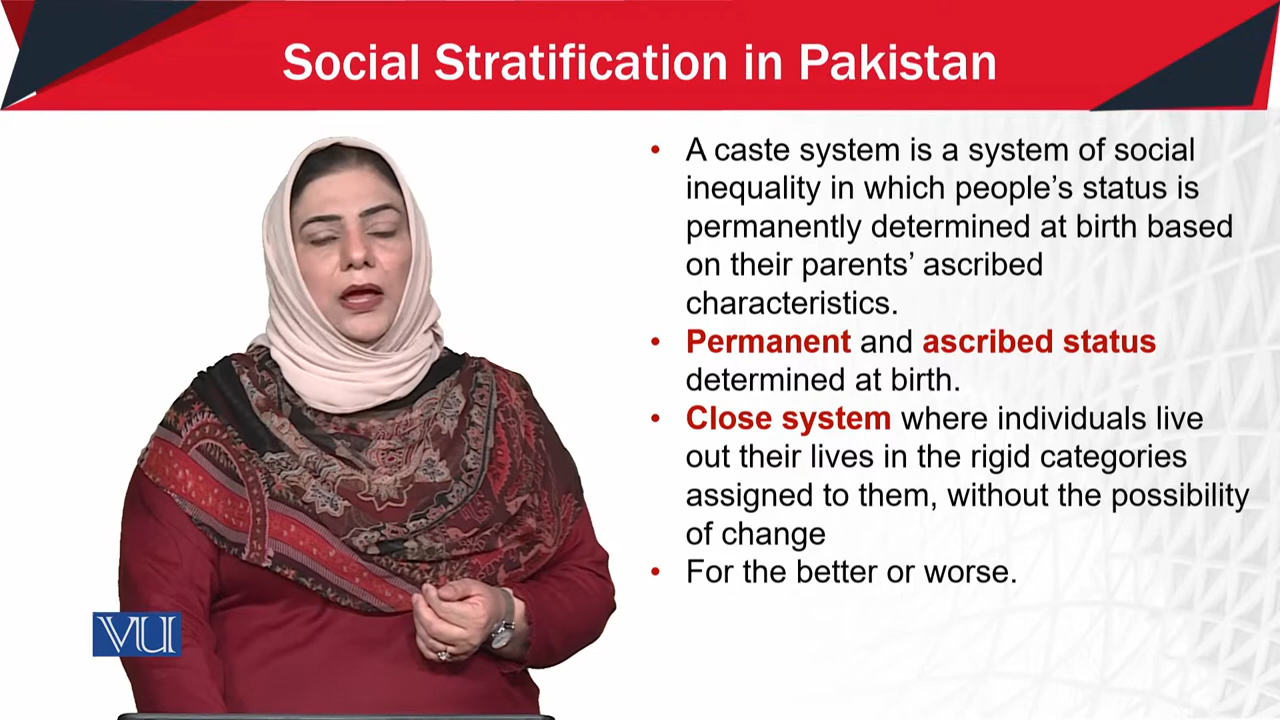 Social Stratification in Pakistan
• A caste system is a system of social
inequality in which people’s status is
permanently determined at birth based
on their parents’ ascribed
characteristics.
• Permanent and ascribed status
determined at birth.
• Close system where individuals live
out their lives in the rigid categories
assigned to them, without the possibility
of change
• For the better or worse.
VU